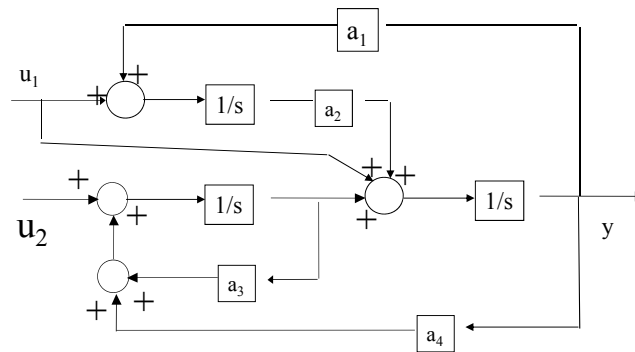 a₁
+
u₁
+
1/s
a₂
+
+
+
+
1/s
+
1/s
u₂
+
y
a₃
+
+
a₄